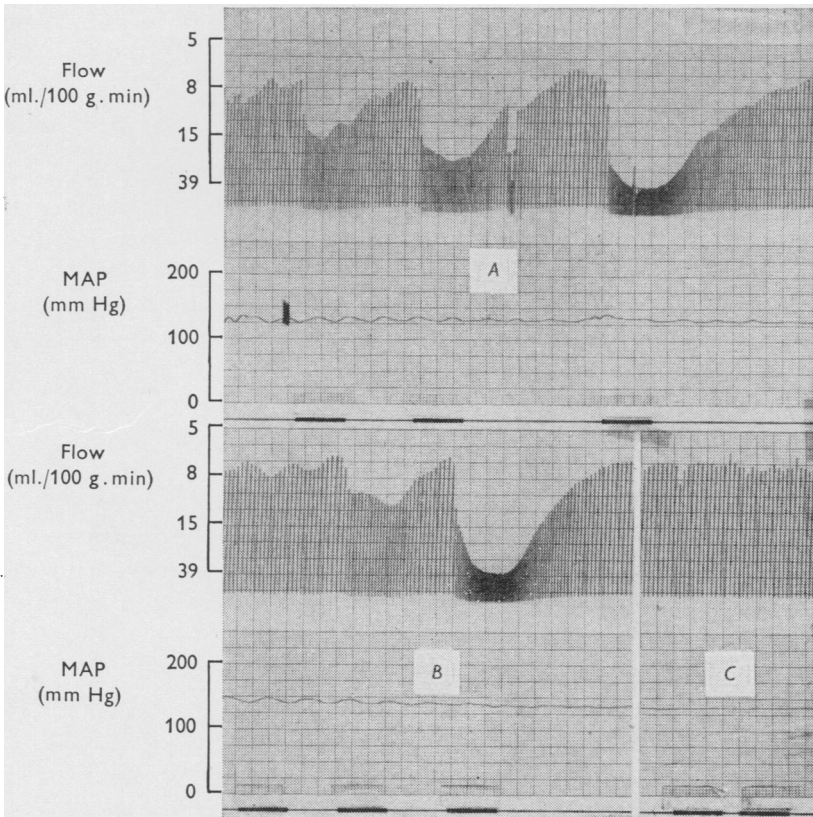 5
Flow
(ml./100 g. min)
8
15
39
200
MAP
(mm Hg)
A
100
0
5
Flow
(ml./100 g. min)
8
15
39
200
MAP
(mm Hg)
B
C
100
0